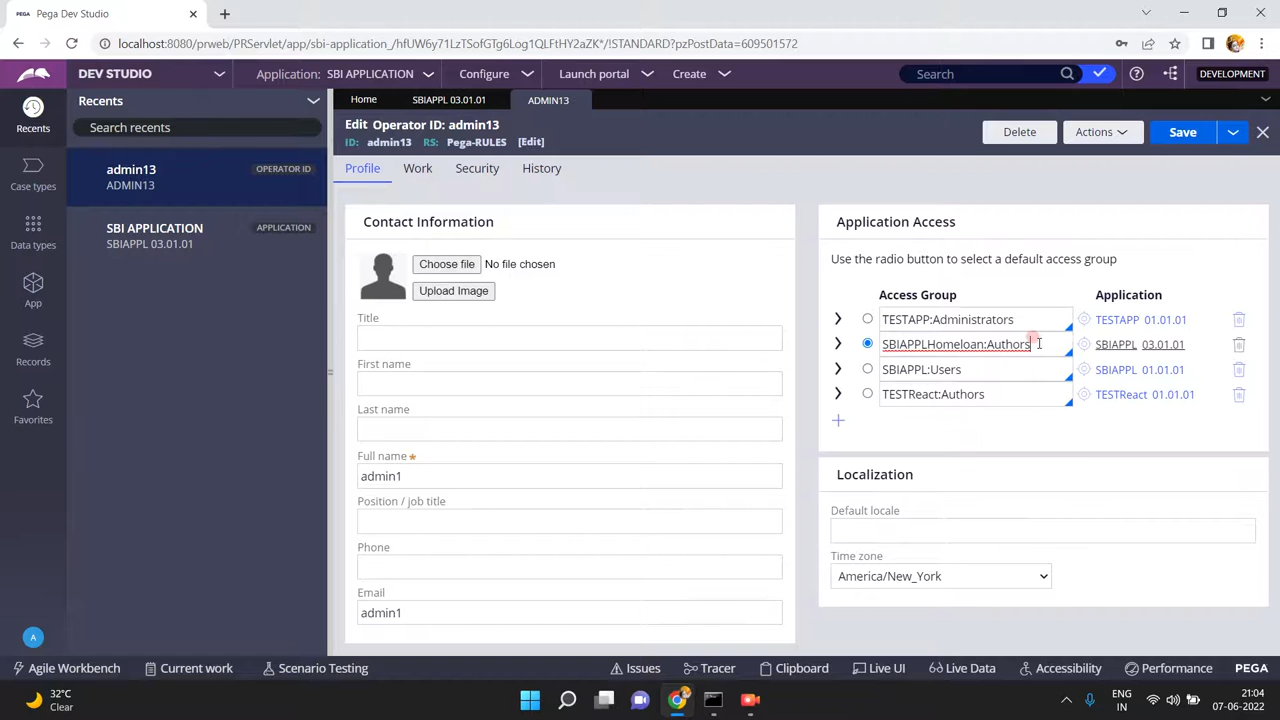 PEGA Pega Dev Studio
localhost:8080/prweb/PRServlet/app/sbi-application_/hfUW6y71LzTSofGTg6Log1oxLFtHY2aZK*/!STANDARD?pzPostData=609501572
DEV STUDIO
Application: SBI APPLICATION
Configure
Launch portal
Create
Search
DEVELOPMENT
Recents
Case types
Data types
App
Records
Favorites
A
Recents
Search recents
admin13 OPERATOR ID
ADMIN13
SBI APPLICATION APPLICATION
SBIAPPL 03.01.01
Home
SBIAPPL 03.01.01
ADMIN13
Edit Operator ID: admin13
ID: admin13 RS: Pega-RULES [Edit]
Delete
Actions
Save
Profile
Work
Security
History
Contact Information
Choose file No file chosen
Upload Image
Title
First name
Last name
Full name *
admin1
Position / job title
Phone
Email
admin1
Application Access
Use the radio button to select a default access group
Access Group Application
TESTAPP:Administrators TESTAPP 01.01.01
SBIAPPLHomeloan:Authors SBIAPPL 03.01.01
SBIAPPL:Users SBIAPPL 01.01.01
TESTReact:Authors TESTReact 01.01.01
Localization
Default locale
Time zone
America/New_York
Agile Workbench
Current work
Scenario Testing
Issues
Tracer
Clipboard
Live UI
Live Data
Accessibility
Performance
PEGA
32°C
Clear
ENG
IN
21:04
07-06-2022